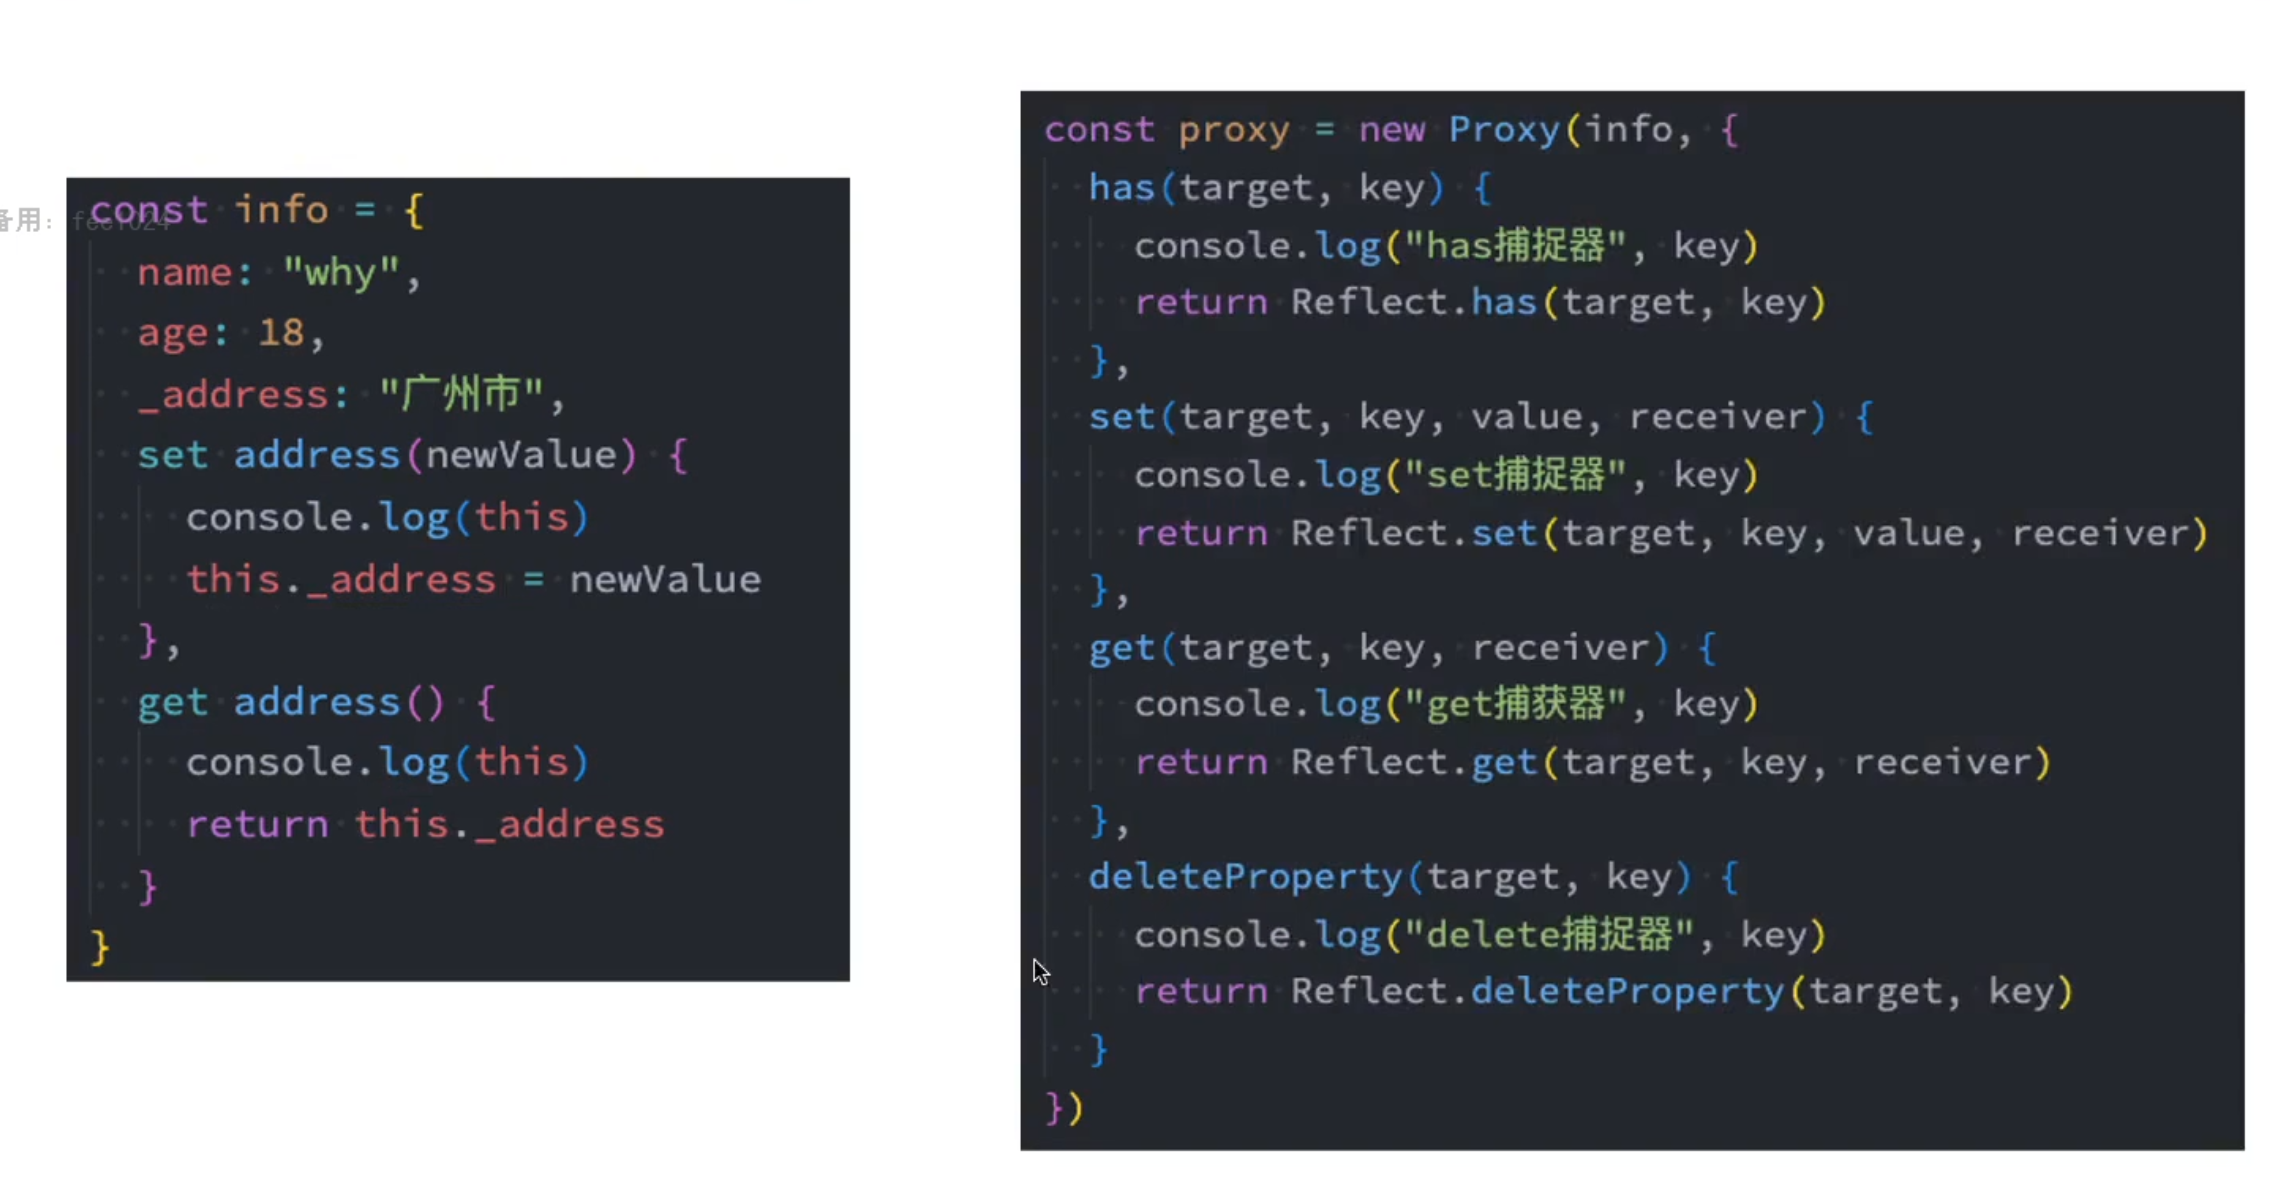 备用: fee1024
const info = {
name: "why",
age: 18,
_address: "广州市",
set address(newValue) {
console.log(this)
this._address = newValue
},
get address() {
console.log(this)
return this._address
}
}
const proxy = new Proxy(info, {
has(target, key) {
console.log("has捕捉器", key)
return Reflect.has(target, key)
},
set(target, key, value, receiver) {
console.log("set捕捉器", key)
return Reflect.set(target, key, value, receiver)
},
get(target, key, receiver) {
console.log("get捕获器", key)
return Reflect.get(target, key, receiver)
},
deleteProperty(target, key) {
console.log("delete捕捉器", key)
return Reflect.deleteProperty(target, key)
}
})